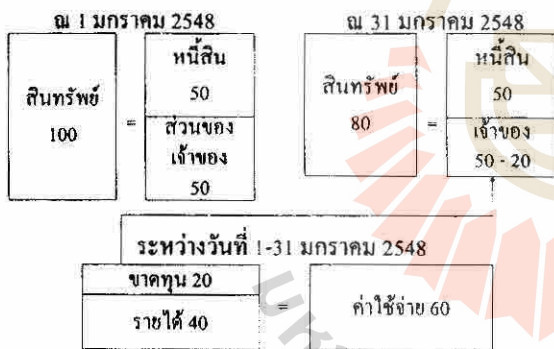 ณ 1 มกราคม 2548
ณ 31 มกราคม 2548
สินทรัพย์
100
=
หนี้สิน
50
ส่วนของ
เจ้าของ
50
สินทรัพย์
80
=
หนี้สิน
50
เจ้าของ
50 - 20
ระหว่างวันที่ 1-31 มกราคม 2548
ขาดทุน 20
รายได้ 40
=
ค่าใช้จ่าย 60